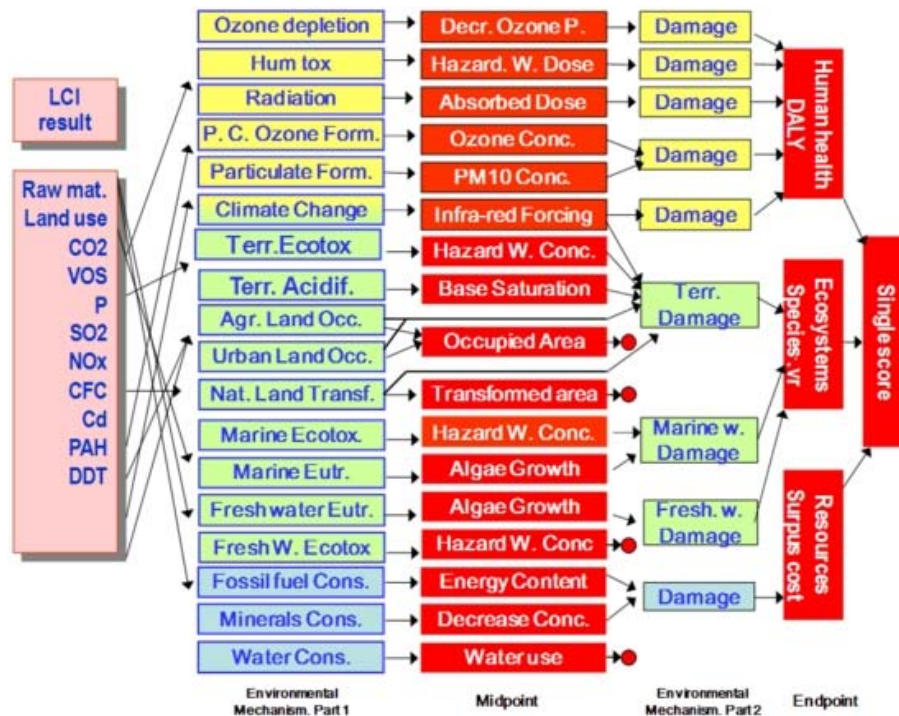 LCI
result
Raw mat.
Land use
CO2
VOS
P
SO2
NOx
CFC
Cd
PAH
DDT
Ozone depletion
Hum tox
Radiation
P. C. Ozone Form.
Particulate Form.
Climate Change
Terr.Ecotox
Terr. Acidif.
Agr. Land Occ.
Urban Land Occ.
Nat. Land Transf.
Marine Ecotox.
Marine Eutr.
Freshwater Eutr.
Fresh W. Ecotox
Fossil fuel Cons.
Minerals Cons.
Water Cons.
Environmental
Mechanism. Part 1
Decr. Ozone P.
Hazard. W. Dose
Absorbed Dose
Ozone Conc.
PM10 Conc.
Infra-red Forcing
Hazard W. Conc.
Base Saturation
Occupied Area
Transformed area
Hazard W. Conc.
Algae Growth
Algae Growth
Hazard W. Conc
Energy Content
Decrease Conc.
Water use
Midpoint
Damage
Damage
Damage
Damage
Damage
Terr.
Damage
Marine w.
Damage
Fresh. w.
Damage
Damage
Environmental
Mechanism. Part 2
Human health
DALY
Ecosystems
Species .yr
Resources
Surpus cost
Endpoint
Single score